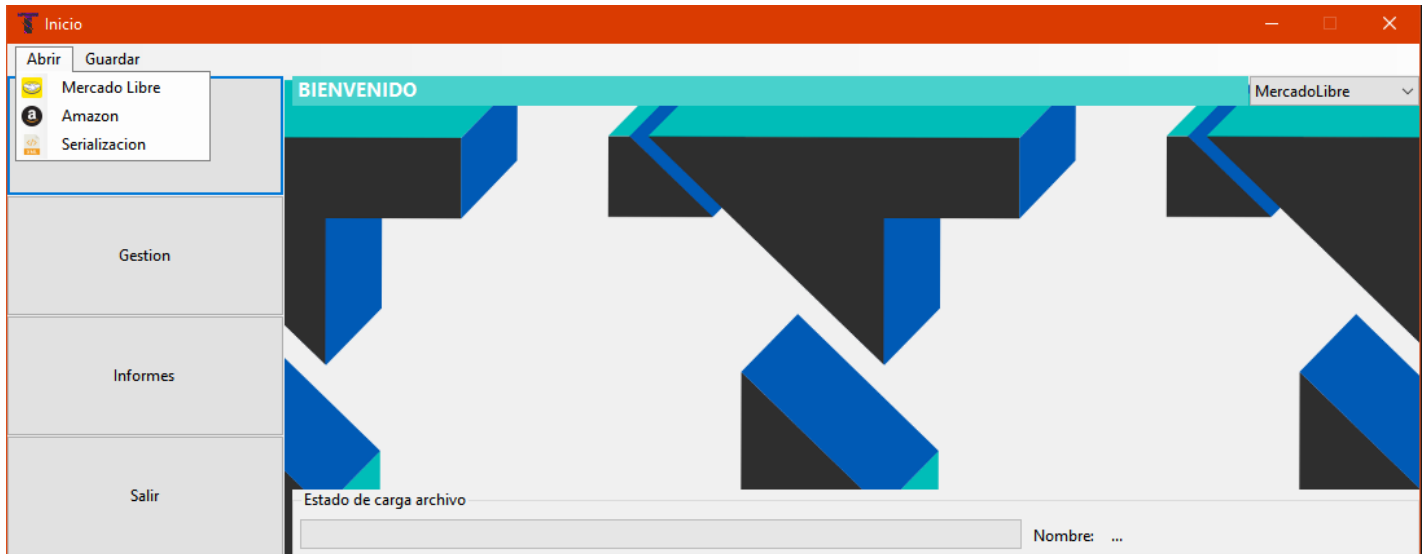 Inicio
Abrir Guardar
Mercado Libre
Amazon
Serializacion
BIENVENIDO
MercadoLibre
Gestion
Informes
Salir
Estado de carga archivo
Nombre: ...